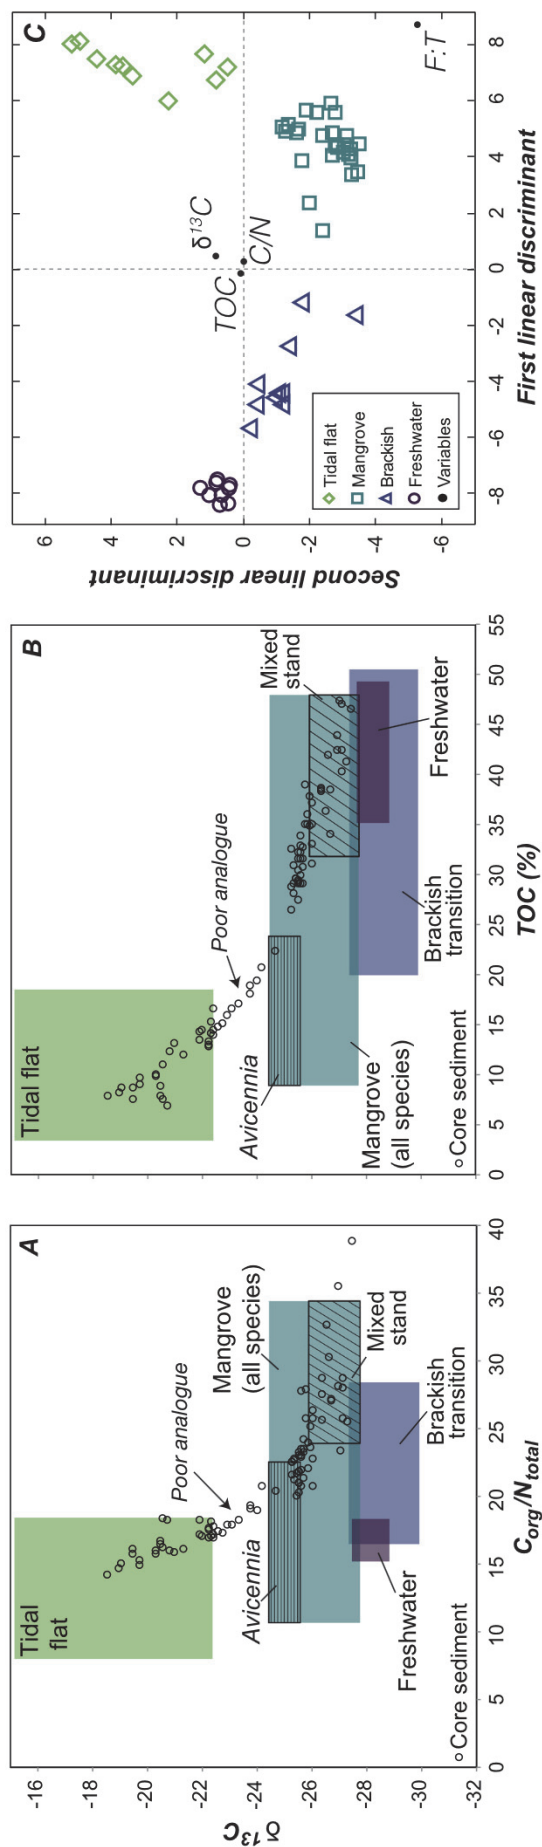 A
δ13C
-16
-18
-20
-22
-24
-26
-28
-30
-32
Tidal
flat
Poor analogue
Avicennia
Mangrove
(all species)
Mixed
stand
Freshwater
Brackish
transition
Core sediment
0
5
10
15
20
25
30
35
40
Corg/Ntotal
B
Tidal flat
Poor analogue
Avicennia
Mixed
stand
Mangrove
(all species)
Brackish
transition
Freshwater
Core sediment
0
5
10
15
20
25
30
35
40
45
50
55
TOC (%)
C
Second linear discriminant
6
4
2
0
-2
-4
-6
TOC
δ13C
C/N
F:T
Tidal flat
Mangrove
Brackish
Freshwater
Variables
-8
-6
-4
-2
0
2
4
6
8
First linear discriminant